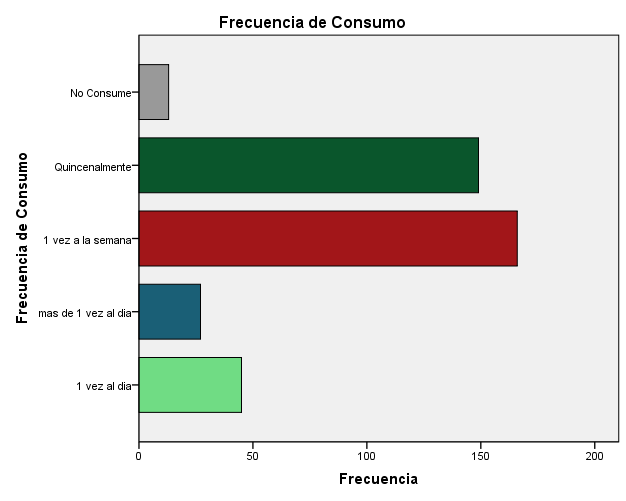 Frecuencia de Consumo
Frecuencia de Consumo
No Consume
Quincenalmente
1 vez a la semana
mas de 1 vez al dia
1 vez al dia
0 50 100 150 200
Frecuencia